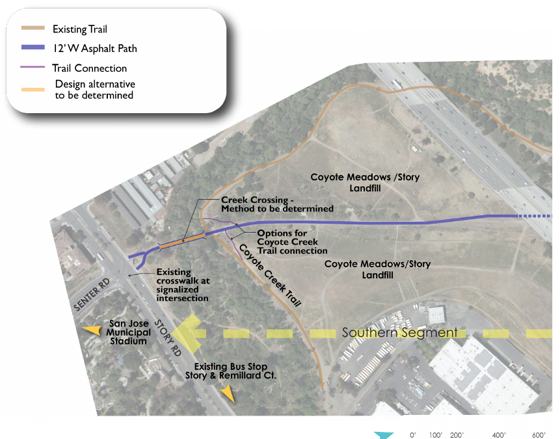 Existing Trail
12' W Asphalt Path
Trail Connection
Design alternative
to be determined
Coyote Meadows /Story
Landfill
Creek Crossing -
Method to be determined
Options for
Coyote Creek
Trail connection
Coyote Meadows/Story
Landfill
Coyote Creek Trail
Existing
crosswalk at
signalized
intersection
SENTER RD
STORY RD
San Jose
Municipal
Stadium
Southern Segment
Existing Bus Stop
Story & Remillard Ct.
0' 100' 200' 400' 600'